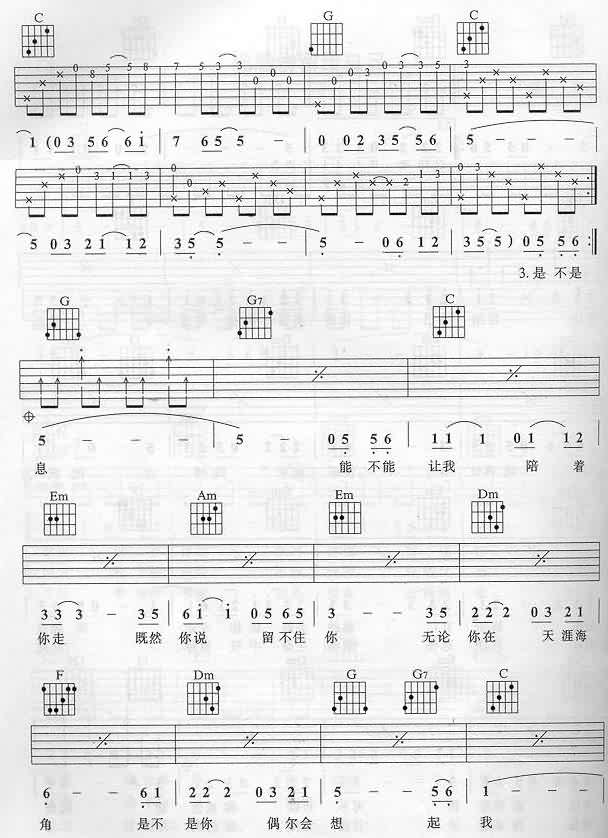 C G C
0 8 5 5 8 7 5 3 3 0 0 0 0 3 0 3 3 5 3
1 (0 3 5 6 6 i 7 6 5 5 - 0 0 2 3 5 5 6 5 - - -
0 3 1 1 3 0 0 2 1 3 0 3
5 0 3 2 1 1 2 3 5 5 - - 5 - 0 6 1 2 3 5 5 ) 0 5 5 6
3.是 不是
G G7 C
5 - - - 5 - 0 5 5 6 1 1 1 0 1 1 2
息 能 不能 让我 陪 着
Em Am Em Dm
3 3 3 - 3 5 6 i i 0 5 6 5 3 - - 3 5 2 2 2 0 3 2 1
你走 既然 你说 留不住 你 无论 你在 天涯海
F Dm G G7 C
6 - - 6 1 2 2 2 0 3 2 1 5 - - 5 6 1 - - -
角 是不 是你 偶尔会 想 起 我